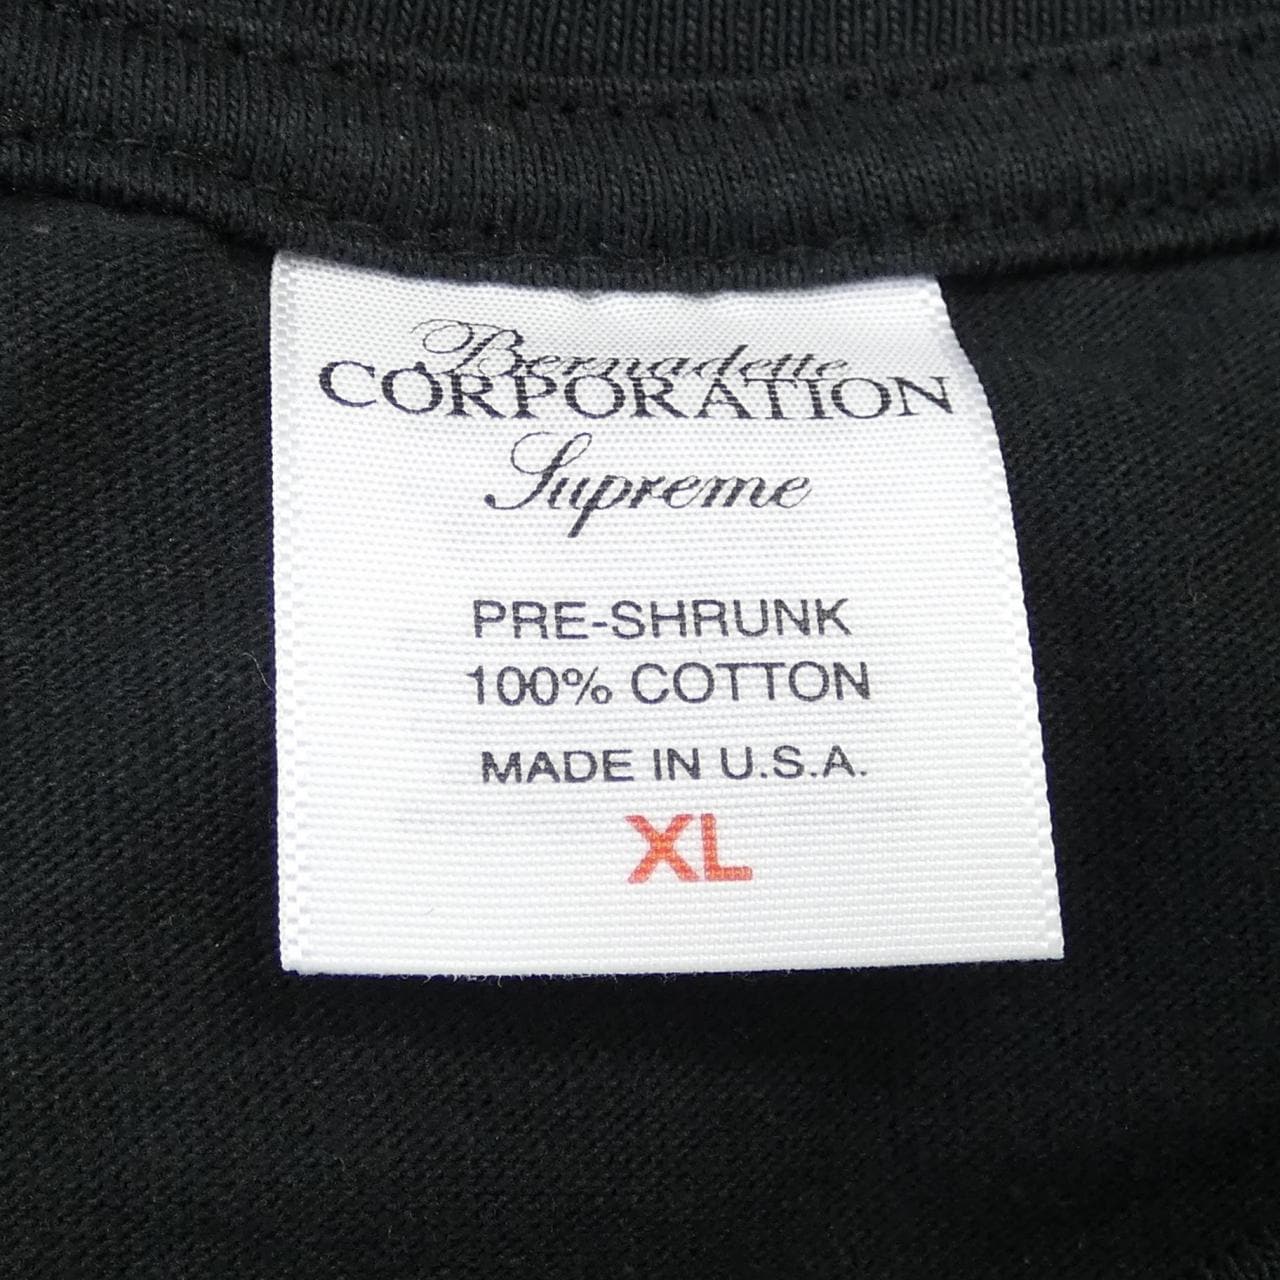 Bernadette
CORPORATION
Supreme
PRE-SHRUNK
100% COTTON
MADE IN U.S.A.
XL